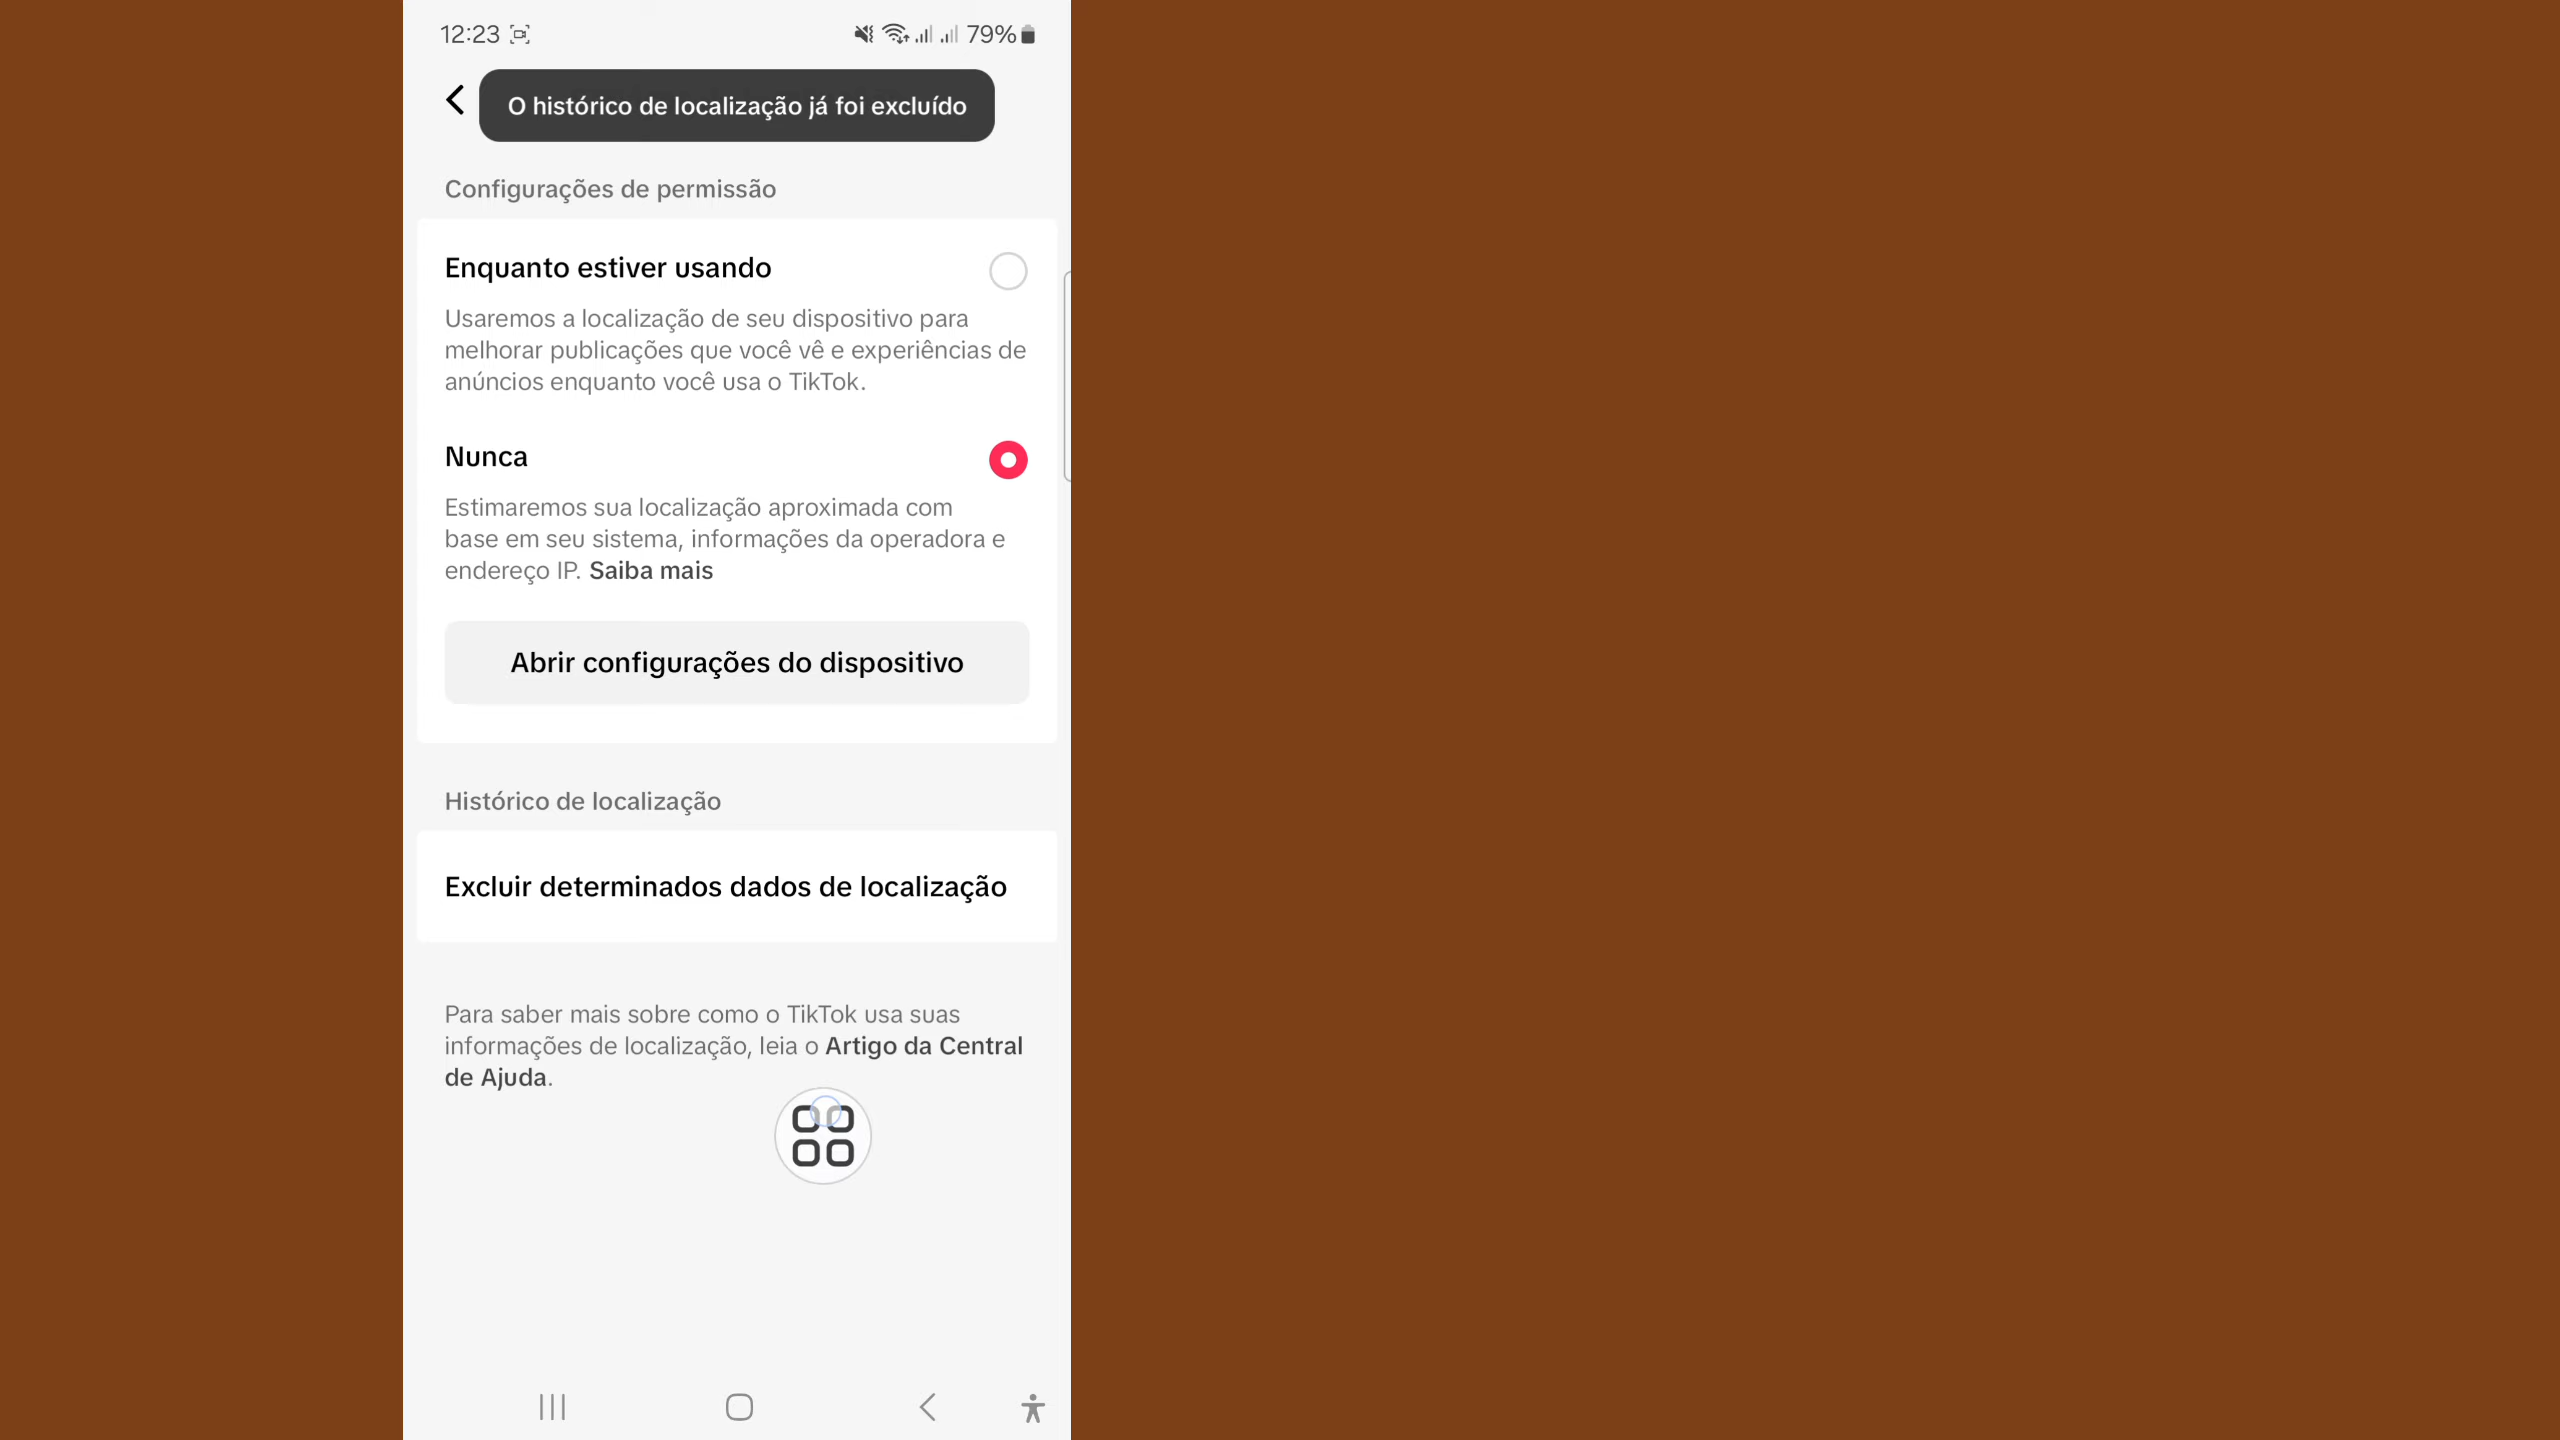 12:23
79%
O histórico de localização já foi excluído
Configurações de permissão
Enquanto estiver usando
Usaremos a localização de seu dispositivo para
melhorar publicações que você vê e experiências de
anúncios enquanto você usa o TikTok.
Nunca
Estimaremos sua localização aproximada com
base em seu sistema, informações da operadora e
endereço IP. Saiba mais
Abrir configurações do dispositivo
Histórico de localização
Excluir determinados dados de localização
Para saber mais sobre como o TikTok usa suas
informações de localização, leia o Artigo da Central
de Ajuda.